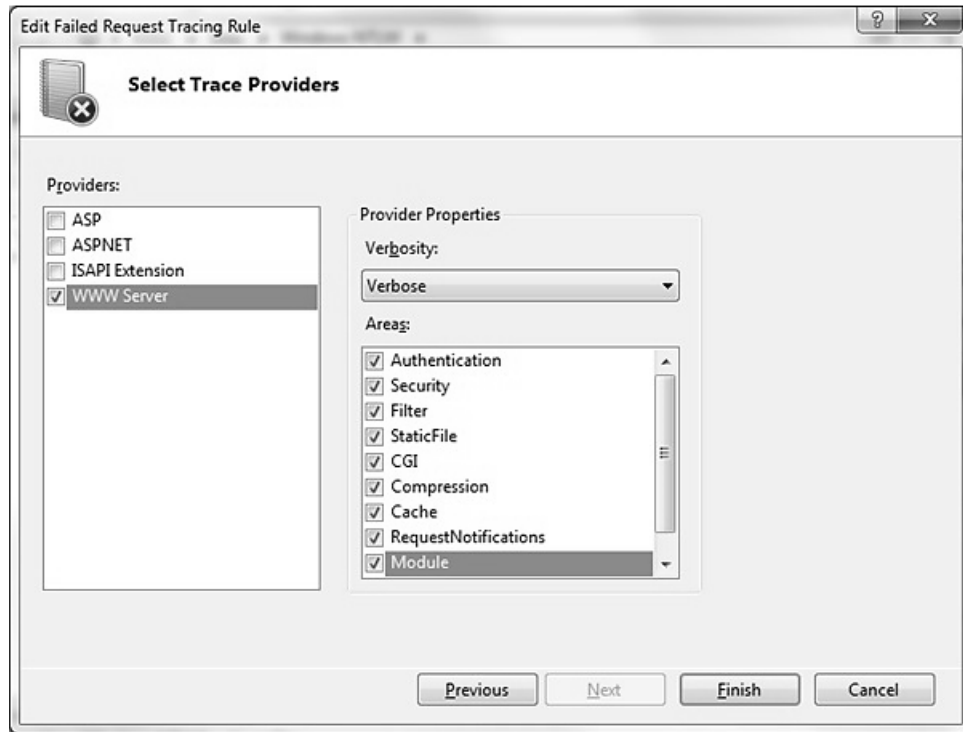 Edit Failed Request Tracing Rule
Select Trace Providers
Providers:
ASP
ASPNET
ISAPI Extension
WWW Server
Provider Properties
Verbosity:
Verbose
Areas:
Authentication
Security
Filter
StaticFile
CGI
Compression
Cache
RequestNotifications
Module
Previous
Next
Finish
Cancel